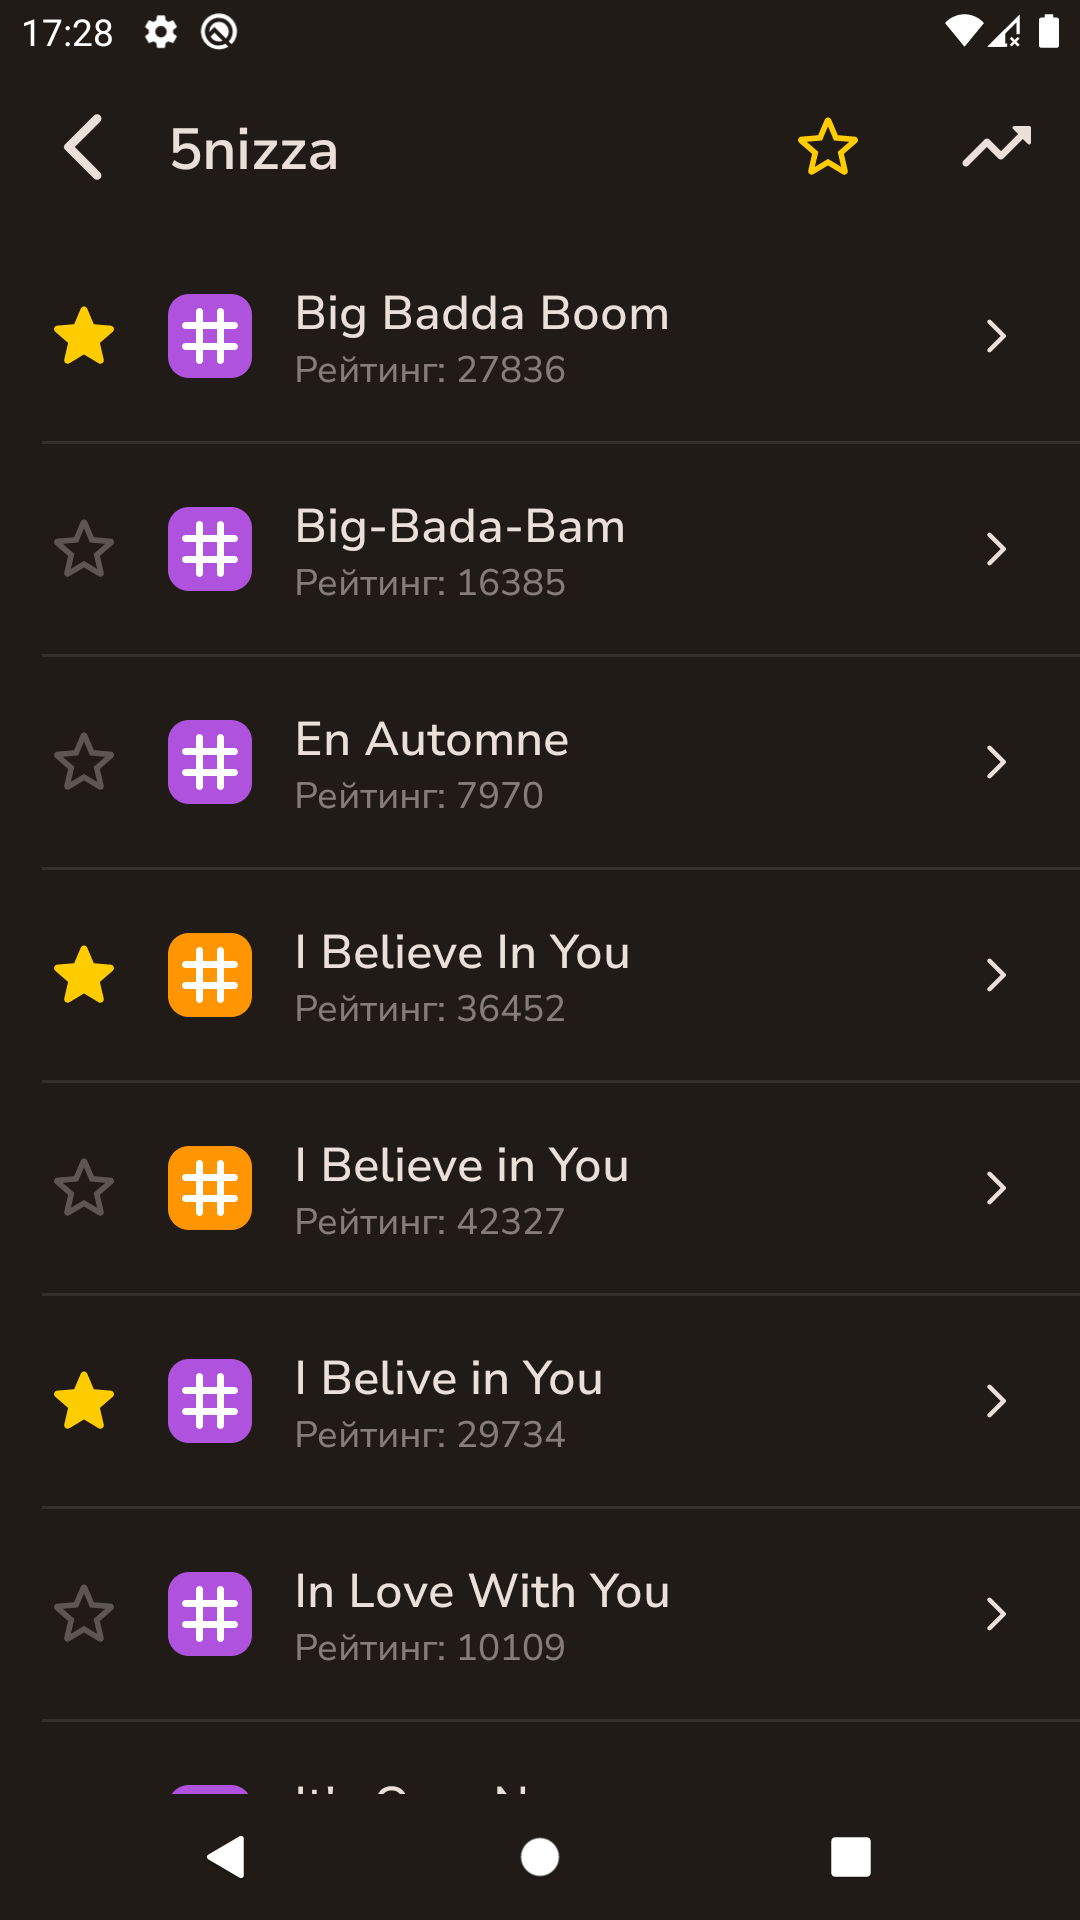 17:28
5nizza
Big Badda Boom
Рейтинг: 27836
Big-Bada-Bam
Рейтинг: 16385
En Automne
Рейтинг: 7970
I Believe In You
Рейтинг: 36452
I Believe in You
Рейтинг: 42327
I Belive in You
Рейтинг: 29734
In Love With You
Рейтинг: 10109